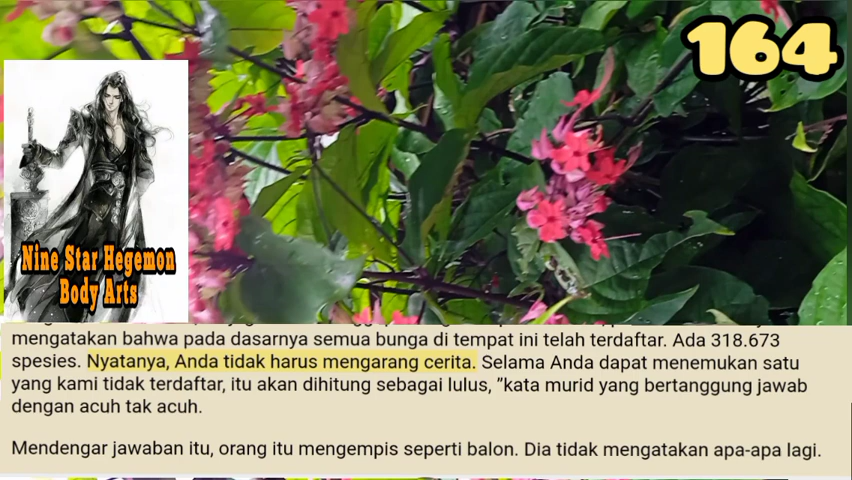 164
Nine Star Hegemon
Body Arts
mengatakan bahwa pada dasarnya semua bunga di tempat ini telah terdaftar. Ada 318.673
spesies. Nyatanya, Anda tidak harus mengarang cerita. Selama Anda dapat menemukan satu
yang kami tidak terdaftar, itu akan dihitung sebagai lulus, ”kata murid yang bertanggung jawab
dengan acuh tak acuh.
Mendengar jawaban itu, orang itu mengempis seperti balon. Dia tidak mengatakan apa-apa lagi.